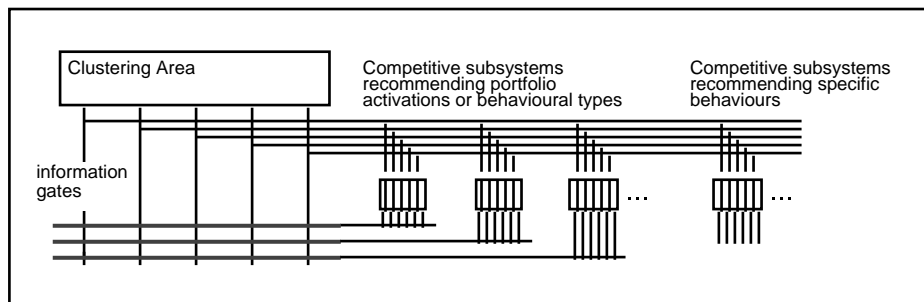 Clustering Area
Competitive subsystems
recommending portfolio
activations or behavioural types
Competitive subsystems
recommending specific
behaviours
information
gates
...
...